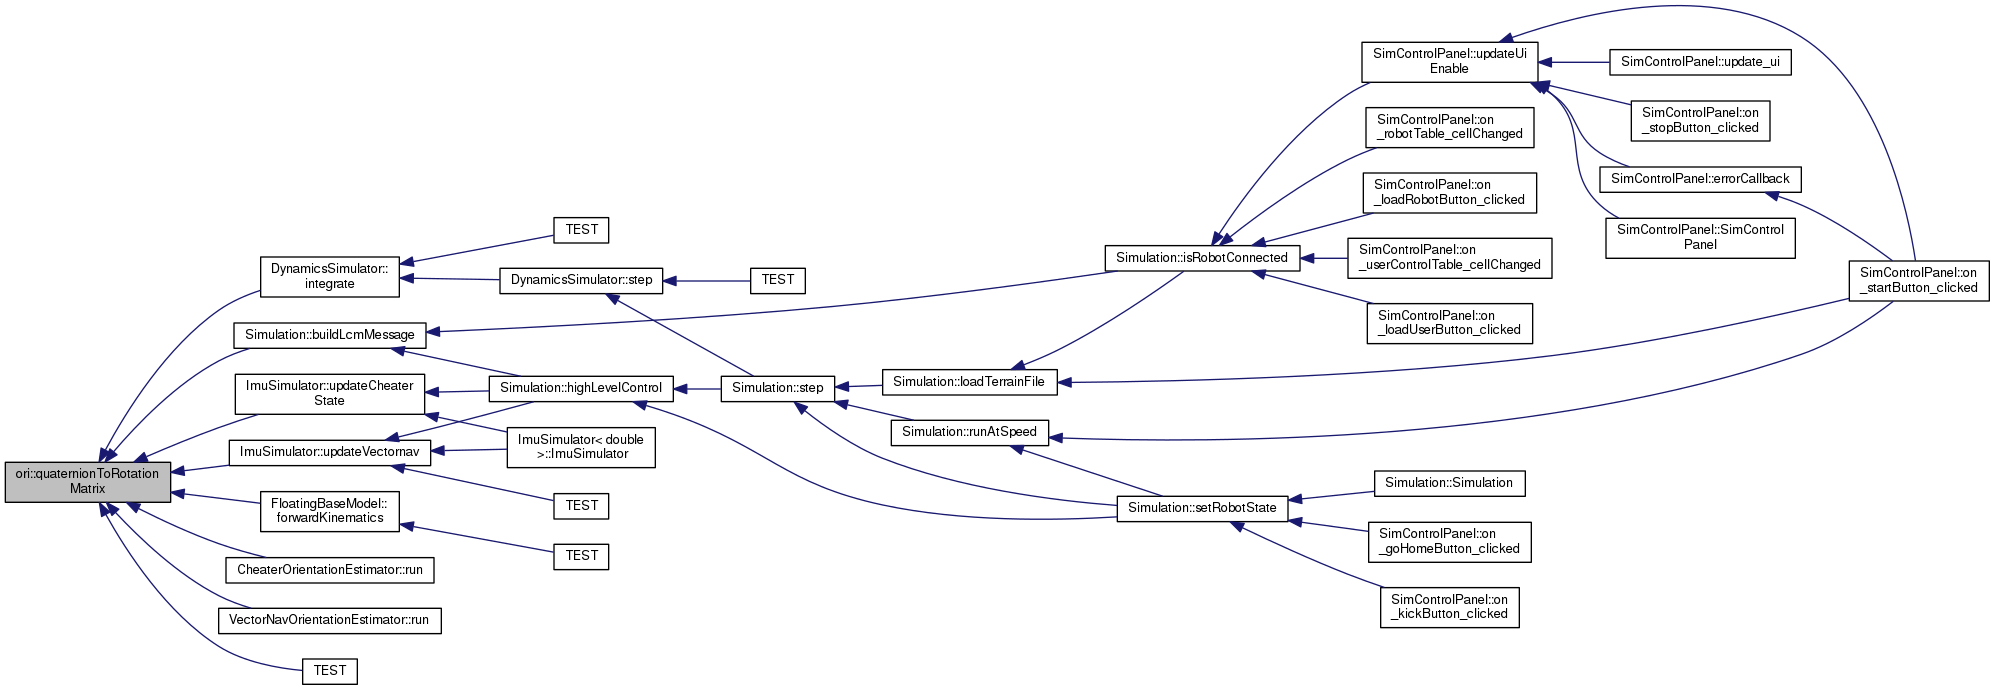 ori::quaternionToRotation
Matrix
DynamicsSimulator::
integrate
Simulation::buildLcmMessage
ImuSimulator::updateCheater
State
ImuSimulator::updateVectornav
FloatingBaseModel::
forwardKinematics
CheaterOrientationEstimator::run
VectorNavOrientationEstimator::run
TEST
TEST
DynamicsSimulator::step
Simulation::highLevelControl
ImuSimulator< double
>::ImuSimulator
TEST
TEST
TEST
Simulation::step
Simulation::loadTerrainFile
Simulation::runAtSpeed
Simulation::isRobotConnected
Simulation::setRobotState
SimControlPanel::updateUi
Enable
SimControlPanel::on
_robotTable_cellChanged
SimControlPanel::on
_loadRobotButton_clicked
SimControlPanel::on
_userControlTable_cellChanged
SimControlPanel::on
_loadUserButton_clicked
Simulation::Simulation
SimControlPanel::on
_goHomeButton_clicked
SimControlPanel::on
_kickButton_clicked
SimControlPanel::update_ui
SimControlPanel::on
_stopButton_clicked
SimControlPanel::errorCallback
SimControlPanel::SimControl
Panel
SimControlPanel::on
_startButton_clicked